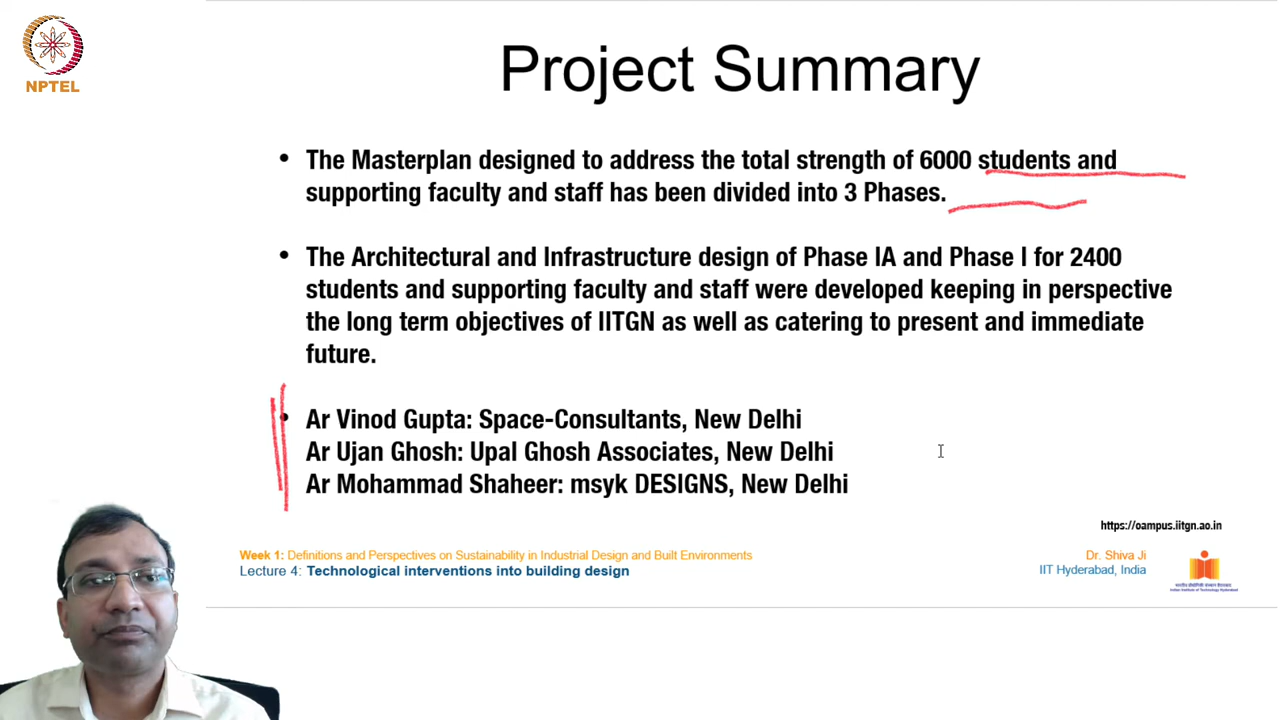 NPTEL
Project Summary
• The Masterplan designed to address the total strength of 6000 students and
supporting faculty and staff has been divided into 3 Phases.
• The Architectural and Infrastructure design of Phase IA and Phase I for 2400
students and supporting faculty and staff were developed keeping in perspective
the long term objectives of IITGN as well as catering to present and immediate
future.
• Ar Vinod Gupta: Space-Consultants, New Delhi
Ar Ujan Ghosh: Upal Ghosh Associates, New Delhi
Ar Mohammad Shaheer: msyk DESIGNS, New Delhi
https://oampus.iitgn.ao.in
Week 1: Definitions and Perspectives on Sustainability in Industrial Design and Built Environments
Lecture 4: Technological interventions into building design
Dr. Shiva Ji
IIT Hyderabad, India
Indian Institute of Technology Hyderabad